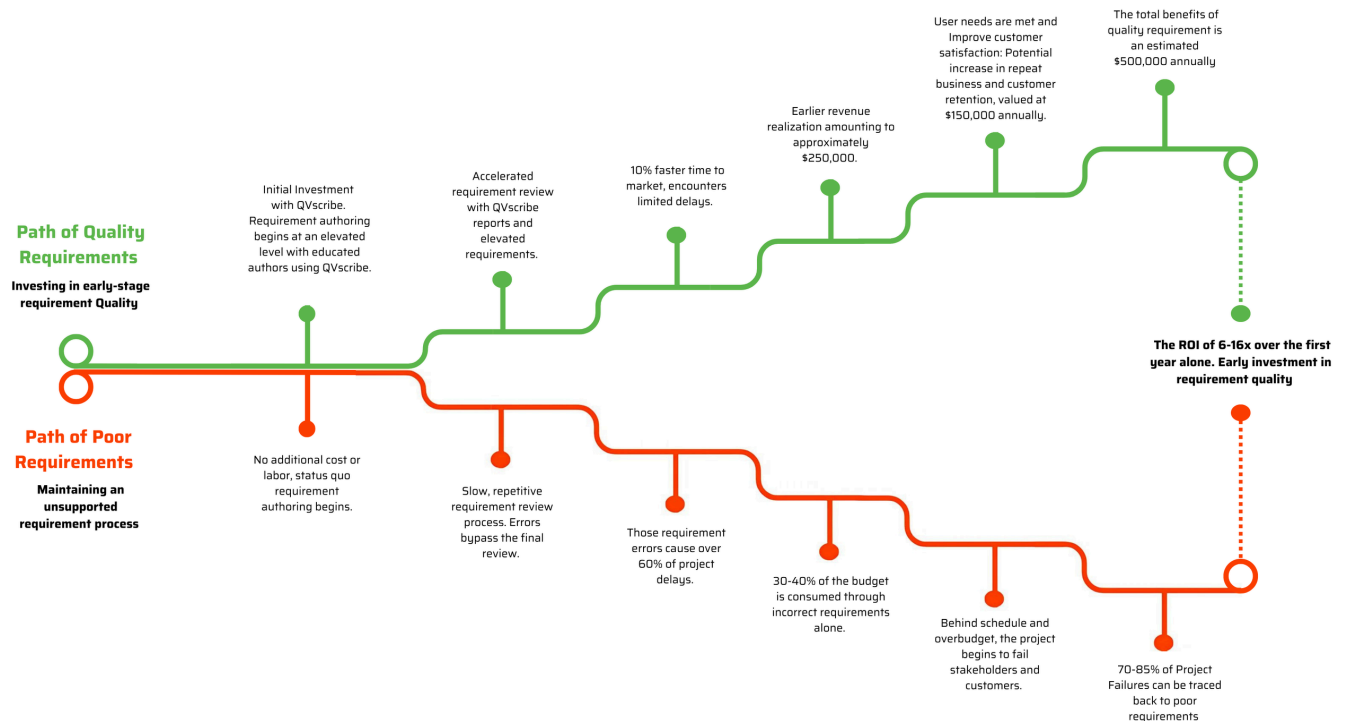 Path of Quality
Requirements
Investing in early-stage
requirement Quality
Initial Investment
with QVscribe.
Requirement authoring
begins at an elevated
level with educated
authors using QVscribe.
Accelerated
requirement review
with QVscribe
reports and
elevated
requirements.
10% faster time to
market, encounters
limited delays.
Earlier revenue
realization amounting to
approximately
$250,000.
User needs are met and
Improve customer
satisfaction: Potential
increase in repeat
business and customer
retention, valued at
$150,000 annually.
The total benefits of
quality requirement is
an estimated
$500,000 annually
The ROI of 6-16x over the first
year alone. Early investment in
requirement quality
Path of Poor
Requirements
Maintaining an
unsupported
requirement process
No additional cost or
labor, status quo
requirement
authoring begins.
Slow, repetitive
requirement review
process. Errors
bypass the final
review.
Those requirement
errors cause over
60% of project
delays.
30-40% of the budget
is consumed through
incorrect requirements
alone.
Behind schedule and
overbudget, the project
begins to fail
stakeholders and
customers.
70-85% of Project
Failures can be traced
back to poor
requirements